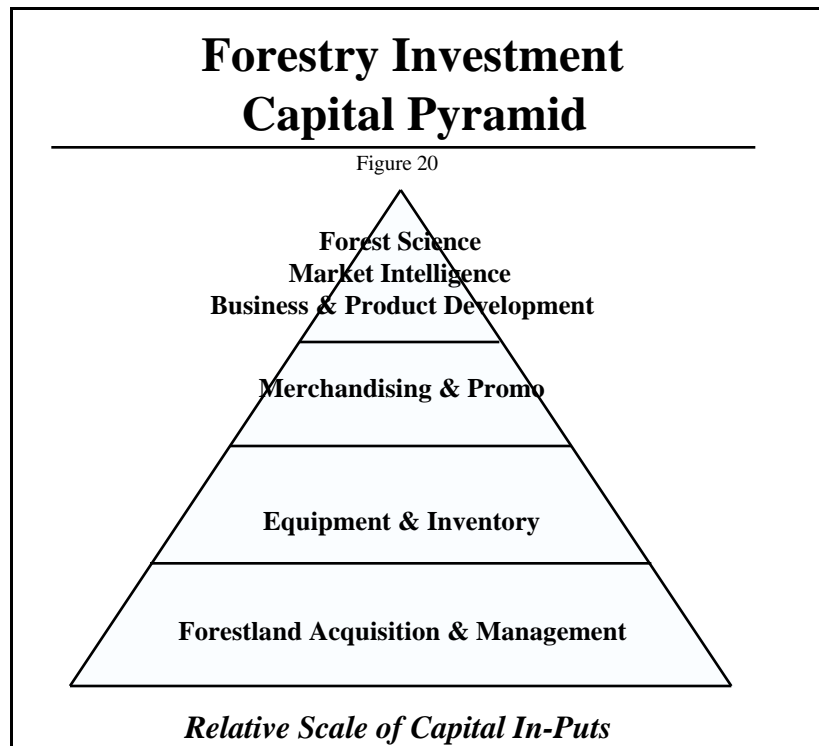 Forestry Investment
Capital Pyramid
Figure 20
Forest Science
Market Intelligence
Business & Product Development
Merchandising & Promo
Equipment & Inventory
Forestland Acquisition & Management
Relative Scale of Capital In-Puts